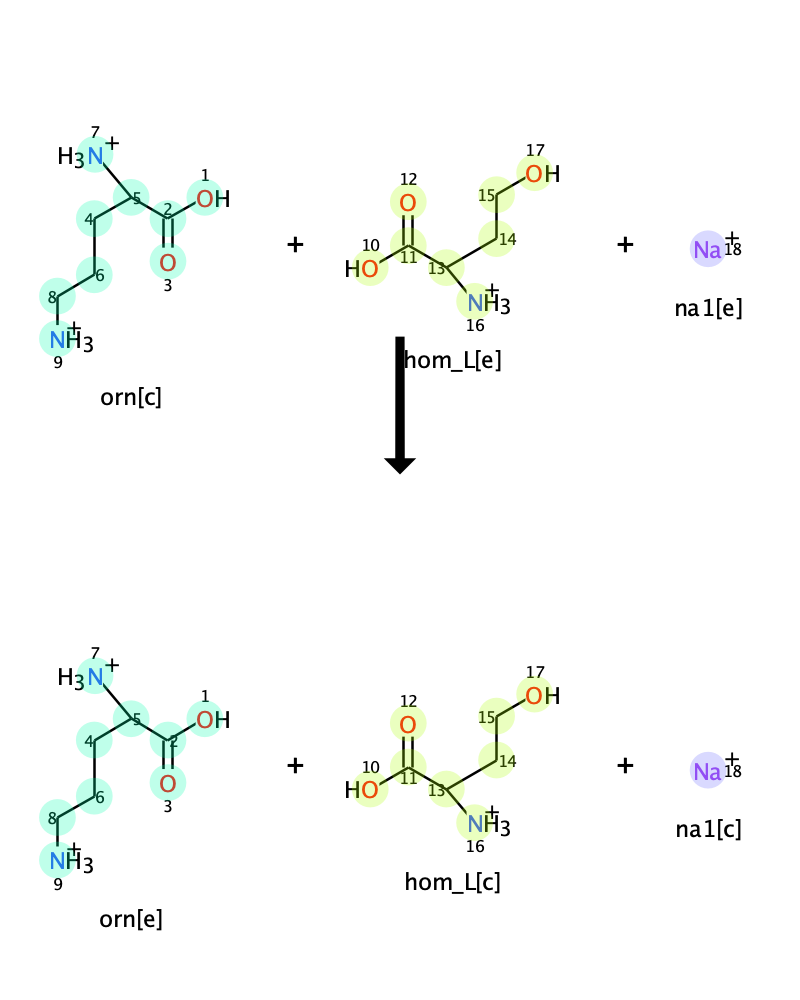 7
H3N+
1
OH
2
5
4
O
3
6
8
NH3+
9
orn[c]
+
12
O
10
HO
11
13
14
15
17
OH
NH3+
16
hom_L[e]
+
Na+
18
na1[e]
7
H3N+
1
OH
2
5
4
O
3
6
8
NH3+
9
orn[e]
+
12
O
10
HO
11
13
14
15
17
OH
NH3+
16
hom_L[c]
+
Na+
18
na1[c]